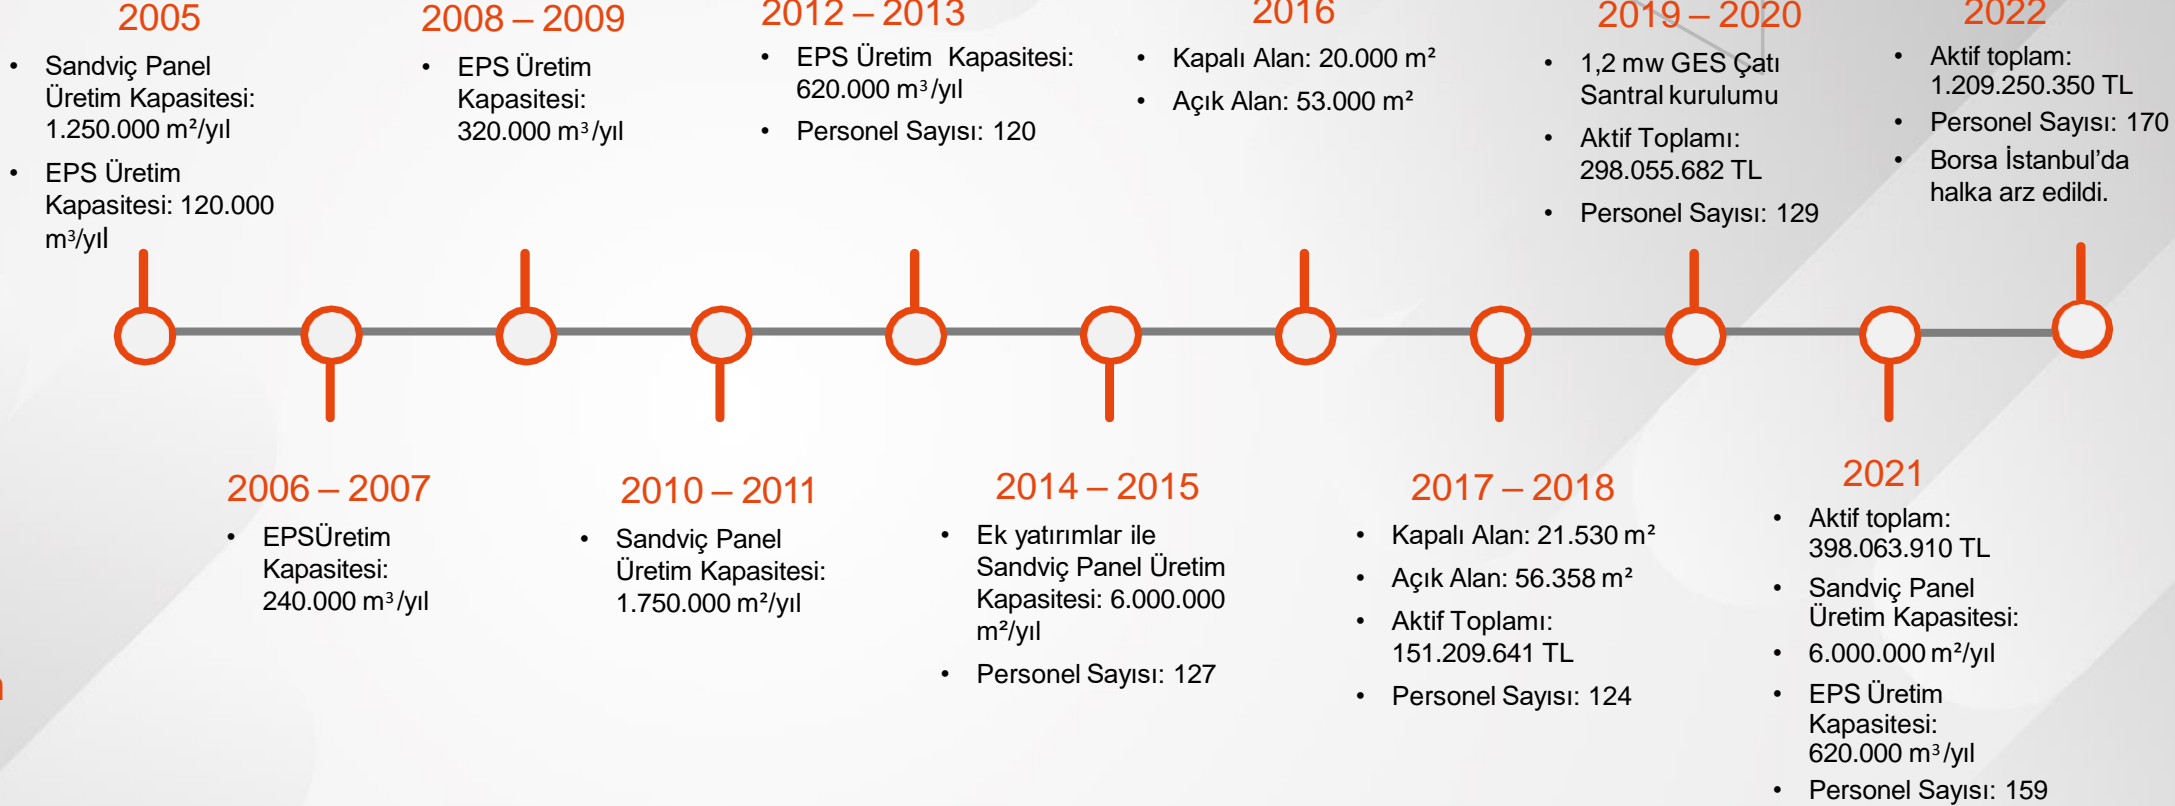 2005
• Sandviç Panel
Üretim Kapasitesi:
1.250.000 m²/yıl
• EPS Üretim
Kapasitesi: 120.000
m³/yıl
2008 – 2009
• EPS Üretim
Kapasitesi:
320.000 m³/yıl
2012 – 2013
• EPS Üretim Kapasitesi:
620.000 m³/yıl
• Personel Sayısı: 120
2016
• Kapalı Alan: 20.000 m²
• Açık Alan: 53.000 m²
2019 – 2020
• 1,2 mw GES Çatı
Santral kurulumu
• Aktif Toplamı:
298.055.682 TL
• Personel Sayısı: 129
2022
• Aktif toplam:
1.209.250.350 TL
• Personel Sayısı: 170
• Borsa İstanbul’da
halka arz edildi.
2006 – 2007
• EPSÜretim
Kapasitesi:
240.000 m³/yıl
2010 – 2011
• Sandviç Panel
Üretim Kapasitesi:
1.750.000 m²/yıl
2014 – 2015
• Ek yatırımlar ile
Sandviç Panel Üretim
Kapasitesi: 6.000.000
m²/yıl
• Personel Sayısı: 127
2017 – 2018
• Kapalı Alan: 21.530 m²
• Açık Alan: 56.358 m²
• Aktif Toplamı:
151.209.641 TL
• Personel Sayısı: 124
2021
• Aktif toplam:
398.063.910 TL
• Sandviç Panel
Üretim Kapasitesi:
• 6.000.000 m²/yıl
• EPS Üretim
Kapasitesi:
620.000 m³/yıl
• Personel Sayısı: 159